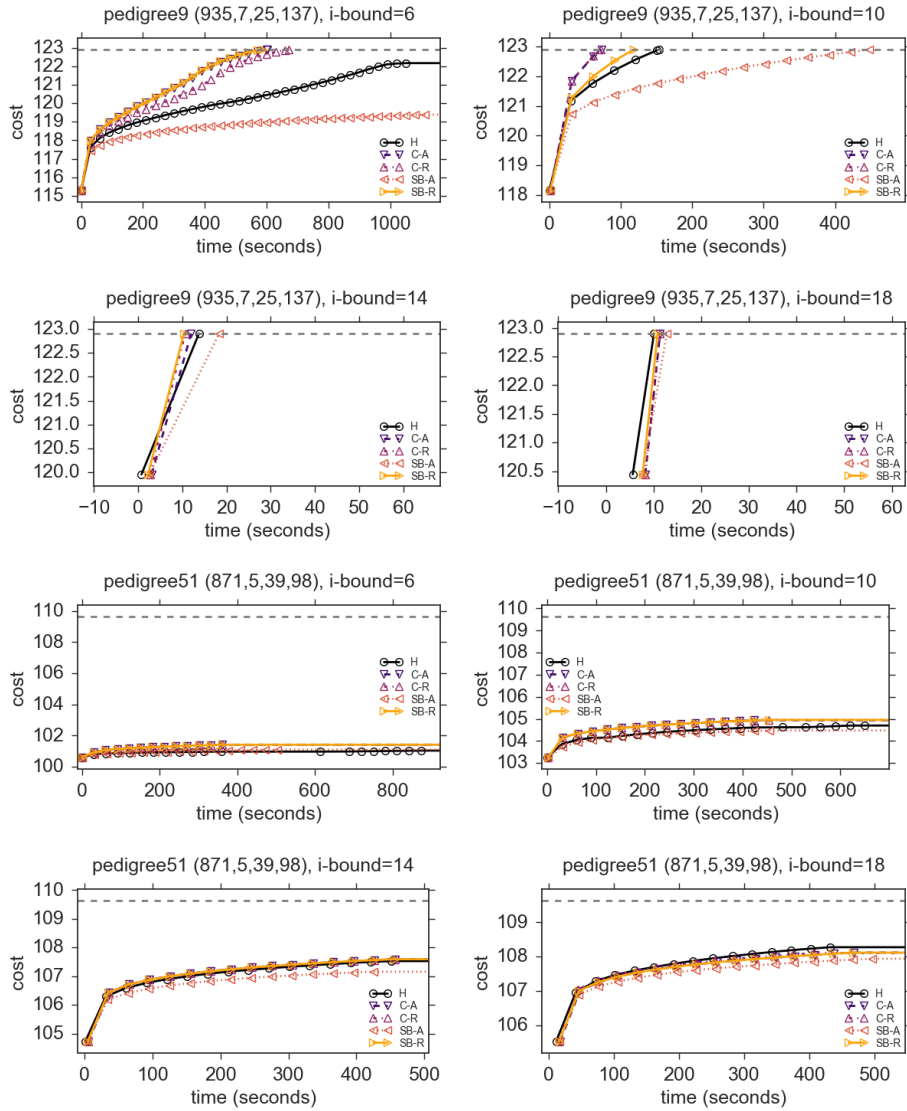 pedigree9 (935,7,25,137), i-bound=6
123
122
121
120
119
118
117
116
115
cost
0 200 400 600 800 1000
time (seconds)
H
C-A
C-R
SB-A
SB-R
pedigree9 (935,7,25,137), i-bound=10
123
122
121
120
119
118
cost
0 100 200 300 400
time (seconds)
H
C-A
C-R
SB-A
SB-R
pedigree9 (935,7,25,137), i-bound=14
123.0
122.5
122.0
121.5
121.0
120.5
120.0
cost
−10 0 10 20 30 40 50 60
time (seconds)
H
C-A
C-R
SB-A
SB-R
pedigree9 (935,7,25,137), i-bound=18
123.0
122.5
122.0
121.5
121.0
120.5
cost
−10 0 10 20 30 40 50 60
time (seconds)
H
C-A
C-R
SB-A
SB-R
pedigree51 (871,5,39,98), i-bound=6
110
108
106
104
102
100
cost
0 200 400 600 800
time (seconds)
H
C-A
C-R
SB-A
SB-R
pedigree51 (871,5,39,98), i-bound=10
110
109
108
107
106
105
104
103
cost
0 100 200 300 400 500 600
time (seconds)
H
C-A
C-R
SB-A
SB-R
pedigree51 (871,5,39,98), i-bound=14
110
109
108
107
106
105
cost
0 100 200 300 400 500
time (seconds)
H
C-A
C-R
SB-A
SB-R
pedigree51 (871,5,39,98), i-bound=18
109
108
107
106
cost
0 100 200 300 400 500
time (seconds)
H
C-A
C-R
SB-A
SB-R